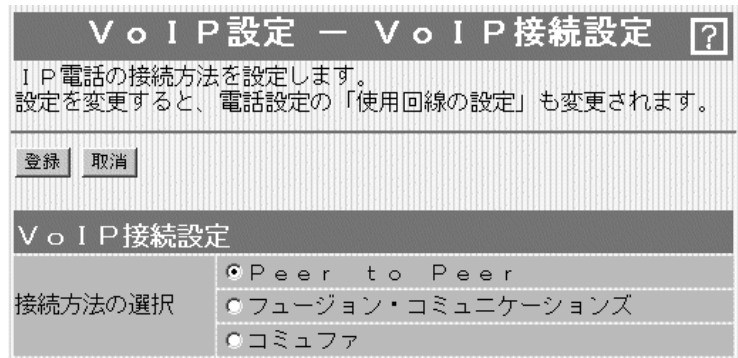 ＶｏＩＰ設定 － ＶｏＩＰ接続設定 ?
ＩＰ電話の接続方法を設定します。
設定を変更すると、電話設定の「使用回線の設定」も変更されます。
登録 取消
ＶｏＩＰ接続設定
接続方法の選択
Ｐｅｅｒ ｔｏ Ｐｅｅｒ
フュージョン・コミュニケーションズ
コミュファ